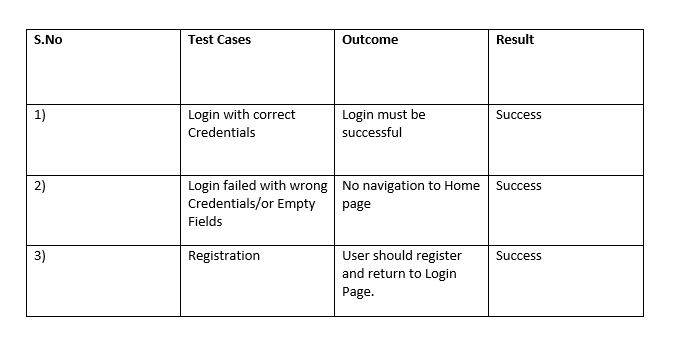 S.No Test Cases Outcome Result
1) Login with correct Login must be Success
Credentials successful
2) Login failed with wrong No navigation to Home Success
Credentials/or Empty page
Fields
3) Registration User should register Success
and return to Login
Page.